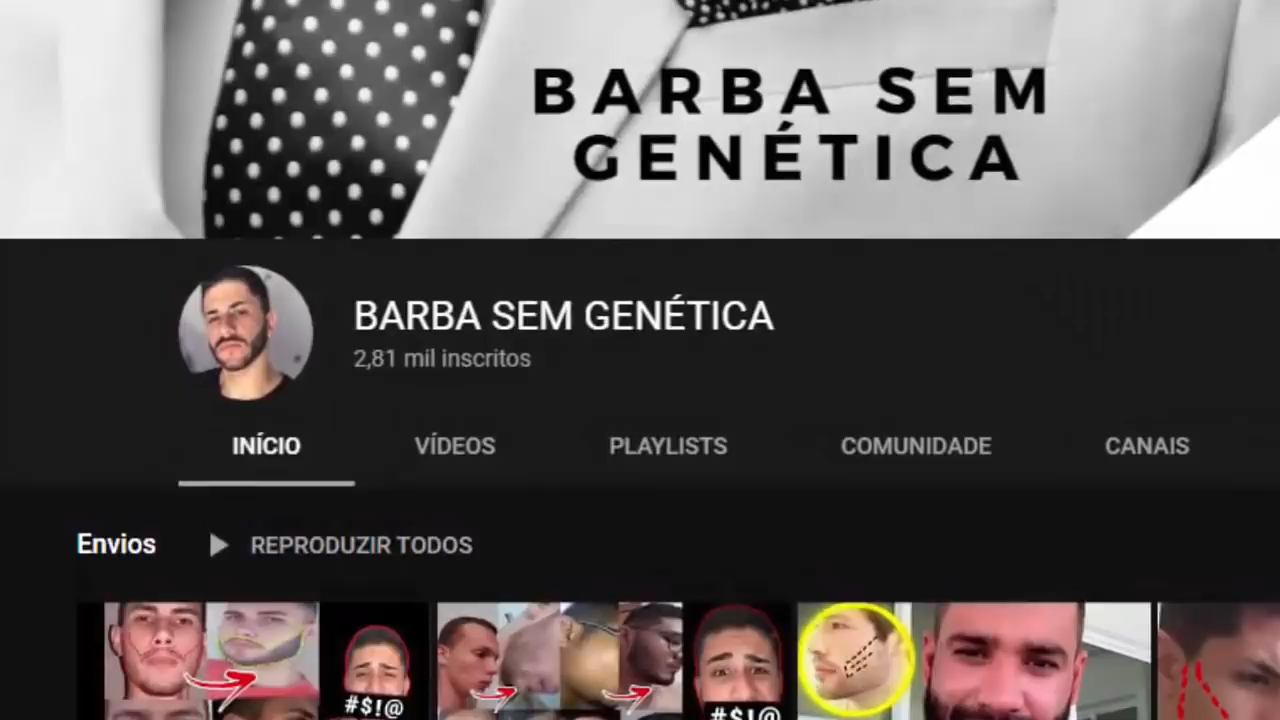 BARBA SEM
GENÉTICA
BARBA SEM GENÉTICA
2,81 mil inscritos
INÍCIO VÍDEOS PLAYLISTS COMUNIDADE CANAIS
Envios REPRODUZIR TODOS
#$!@ #$!@